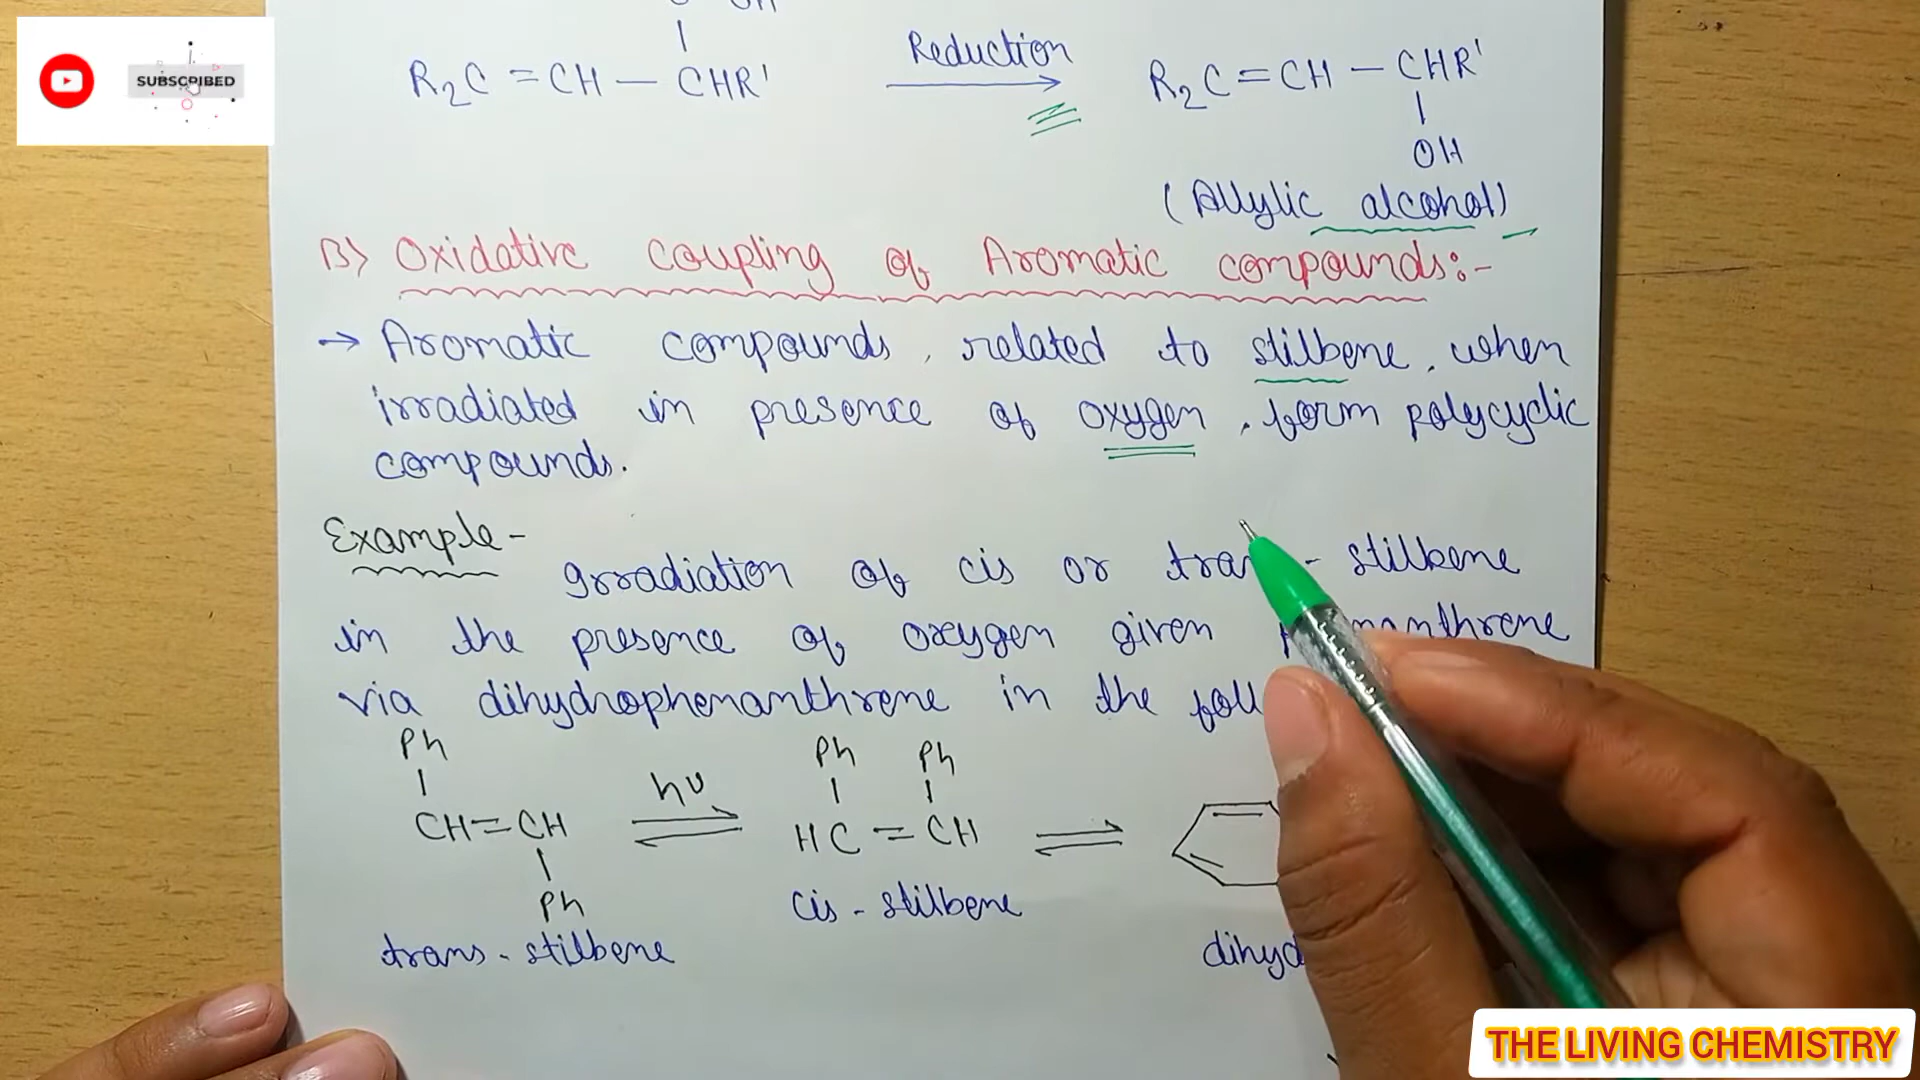 SUBSCRIBED
R₂C = CH — CHR'
Reduction
R₂C = CH — CHR'
OH
(Allylic alcohol)
B) Oxidative coupling of Aromatic compounds:-
→ Aromatic compounds, related to stilbene, when
irradiated in presence of oxygen, form polycyclic
compounds.
Example -
Irradiation of cis or - stilbene
in the presence of oxygen given
via dihydrophenanthrene in the
Ph
CH = CH
Ph
trans - stilbene
hν
Ph Ph
HC = CH
cis - stilbene
THE LIVING CHEMISTRY